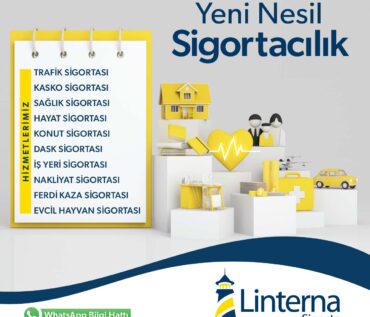 Yeni Nesil
Sigortacılık
HİZMETLERİMİZ
TRAFİK SİGORTASI
KASKO SİGORTASI
SAĞLIK SİGORTASI
HAYAT SİGORTASI
KONUT SİGORTASI
DASK SİGORTASI
İŞ YERİ SİGORTASI
NAKLİYAT SİGORTASI
FERDİ KAZA SİGORTASI
EVCİL HAYVAN SİGORTASI
WhatsApp Bilgi Hattı
Linterna